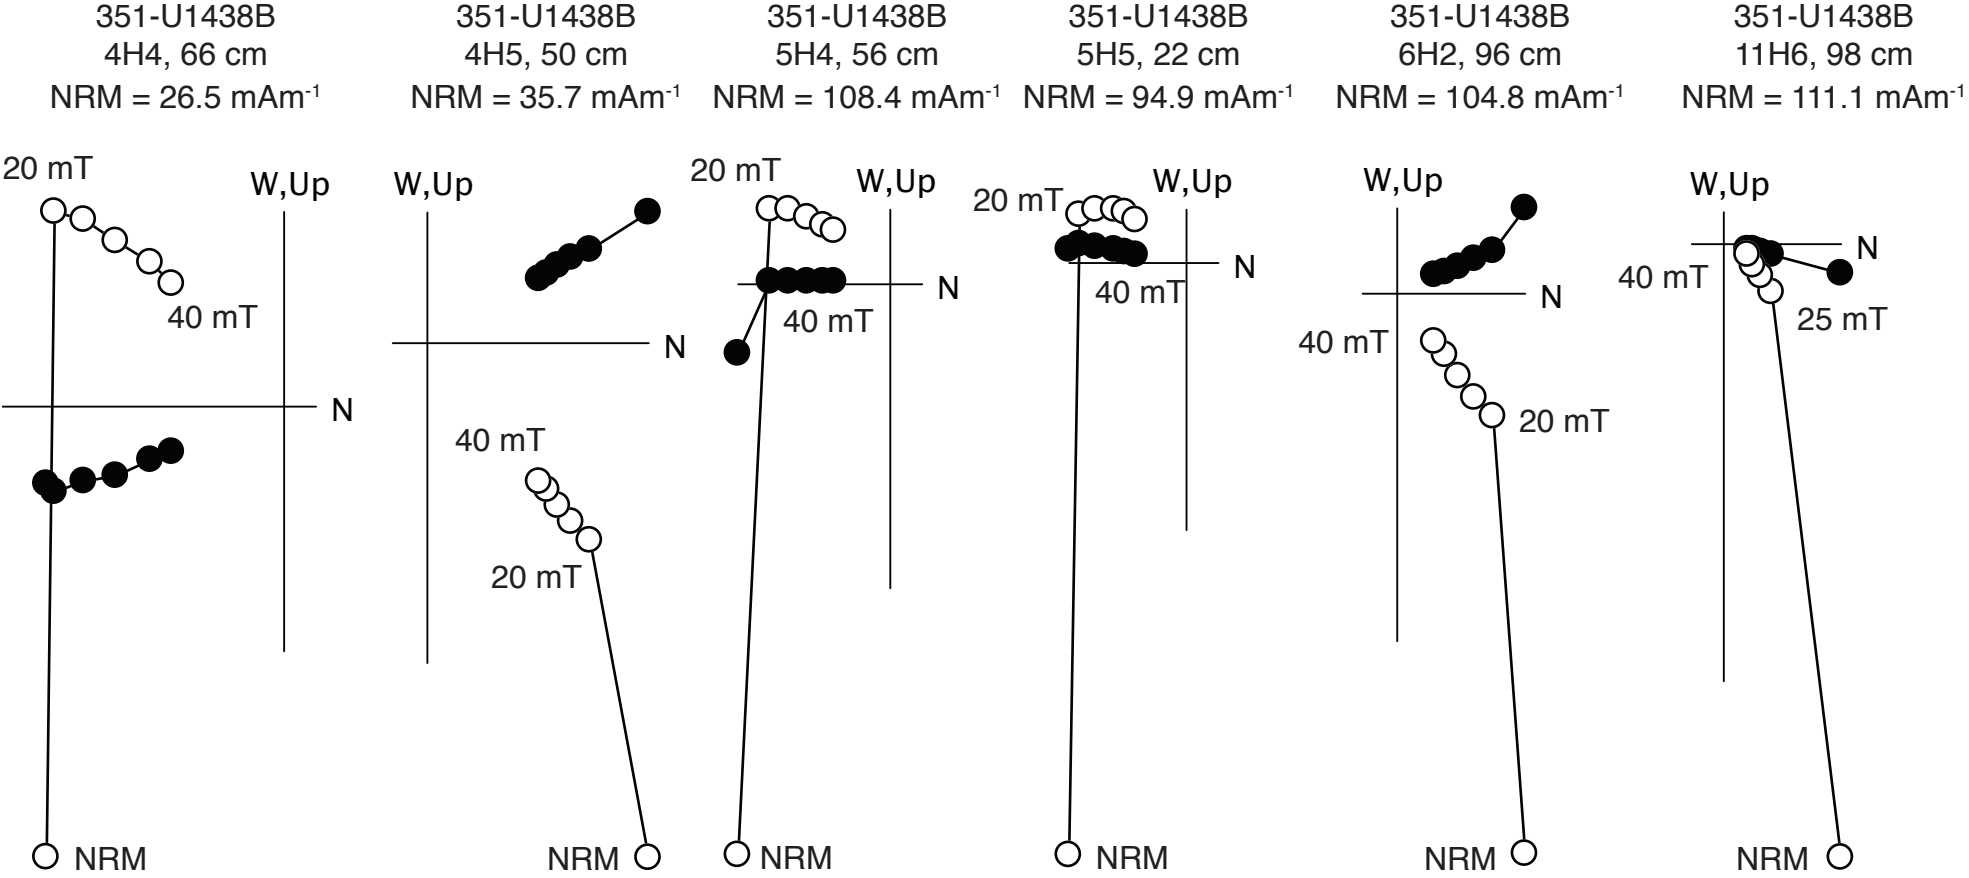 351-U1438B
4H4, 66 cm
NRM = 26.5 mAm⁻¹
20 mT
W,Up
40 mT
N
NRM
351-U1438B
4H5, 50 cm
NRM = 35.7 mAm⁻¹
W,Up
N
40 mT
20 mT
NRM
351-U1438B
5H4, 56 cm
NRM = 108.4 mAm⁻¹
20 mT
W,Up
N
40 mT
NRM
351-U1438B
5H5, 22 cm
NRM = 94.9 mAm⁻¹
W,Up
20 mT
N
40 mT
NRM
351-U1438B
6H2, 96 cm
NRM = 104.8 mAm⁻¹
W,Up
N
40 mT
20 mT
NRM
351-U1438B
11H6, 98 cm
NRM = 111.1 mAm⁻¹
W,Up
N
40 mT
25 mT
NRM